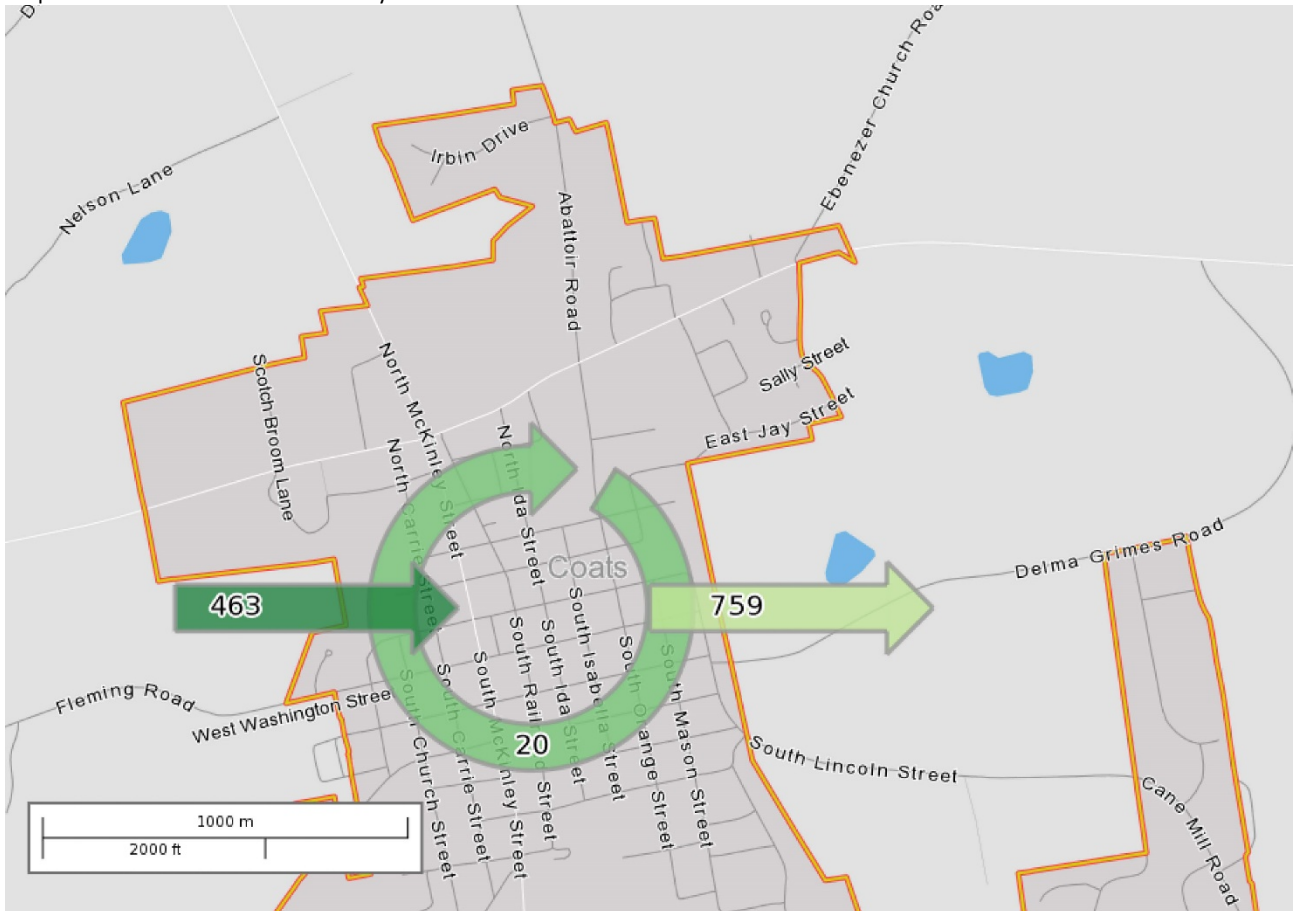 Ebenezer Church Roa
Irbin Drive
Nelson Lane
Abattoir Road
Scotch Broom Lane
North McKinley Street
Sally Street
East Jay Street
North Carrie Street
North Ida Street
Coats
Delma Grimes Road
463
759
South Isabella Street
South Ida Street
South Railroad Street
South McKinley Street
South Orange Street
South Mason Street
South Church Street
South Carrie Street
Fleming Road
West Washington Street
20
South Lincoln Street
Cane Mill Road
1000 m
2000 ft